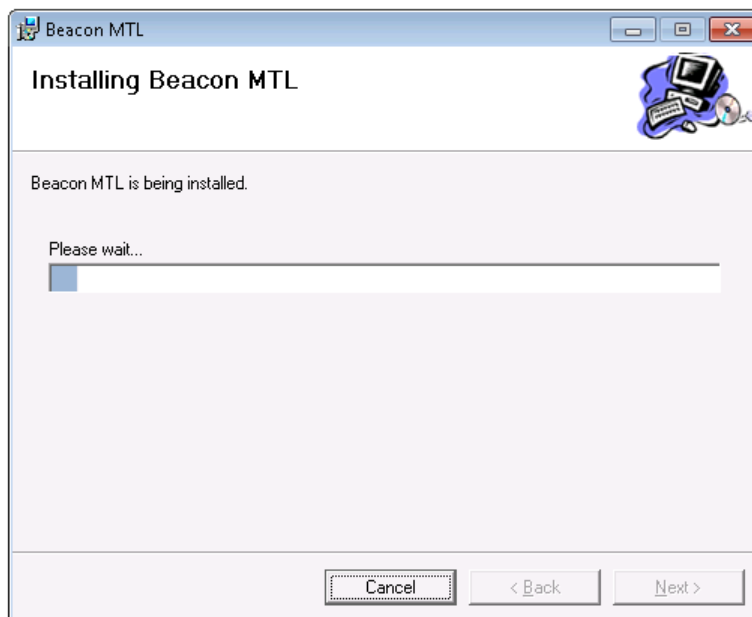 Beacon MTL
Installing Beacon MTL
Beacon MTL is being installed.
Please wait...
Cancel
< Back
Next >